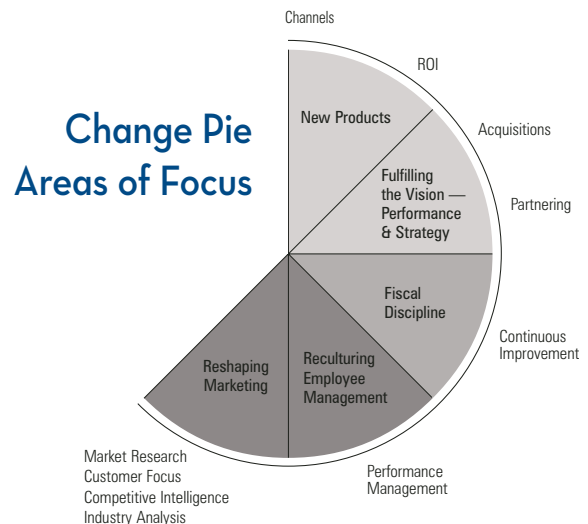 Channels
ROI
Change Pie
Areas of Focus
New Products
Acquisitions
Fulfilling
the Vision —
Performance
& Strategy
Partnering
Fiscal
Discipline
Continuous
Improvement
Reshaping
Marketing
Reculturing
Employee
Management
Market Research
Customer Focus
Competitive Intelligence
Industry Analysis
Performance
Management